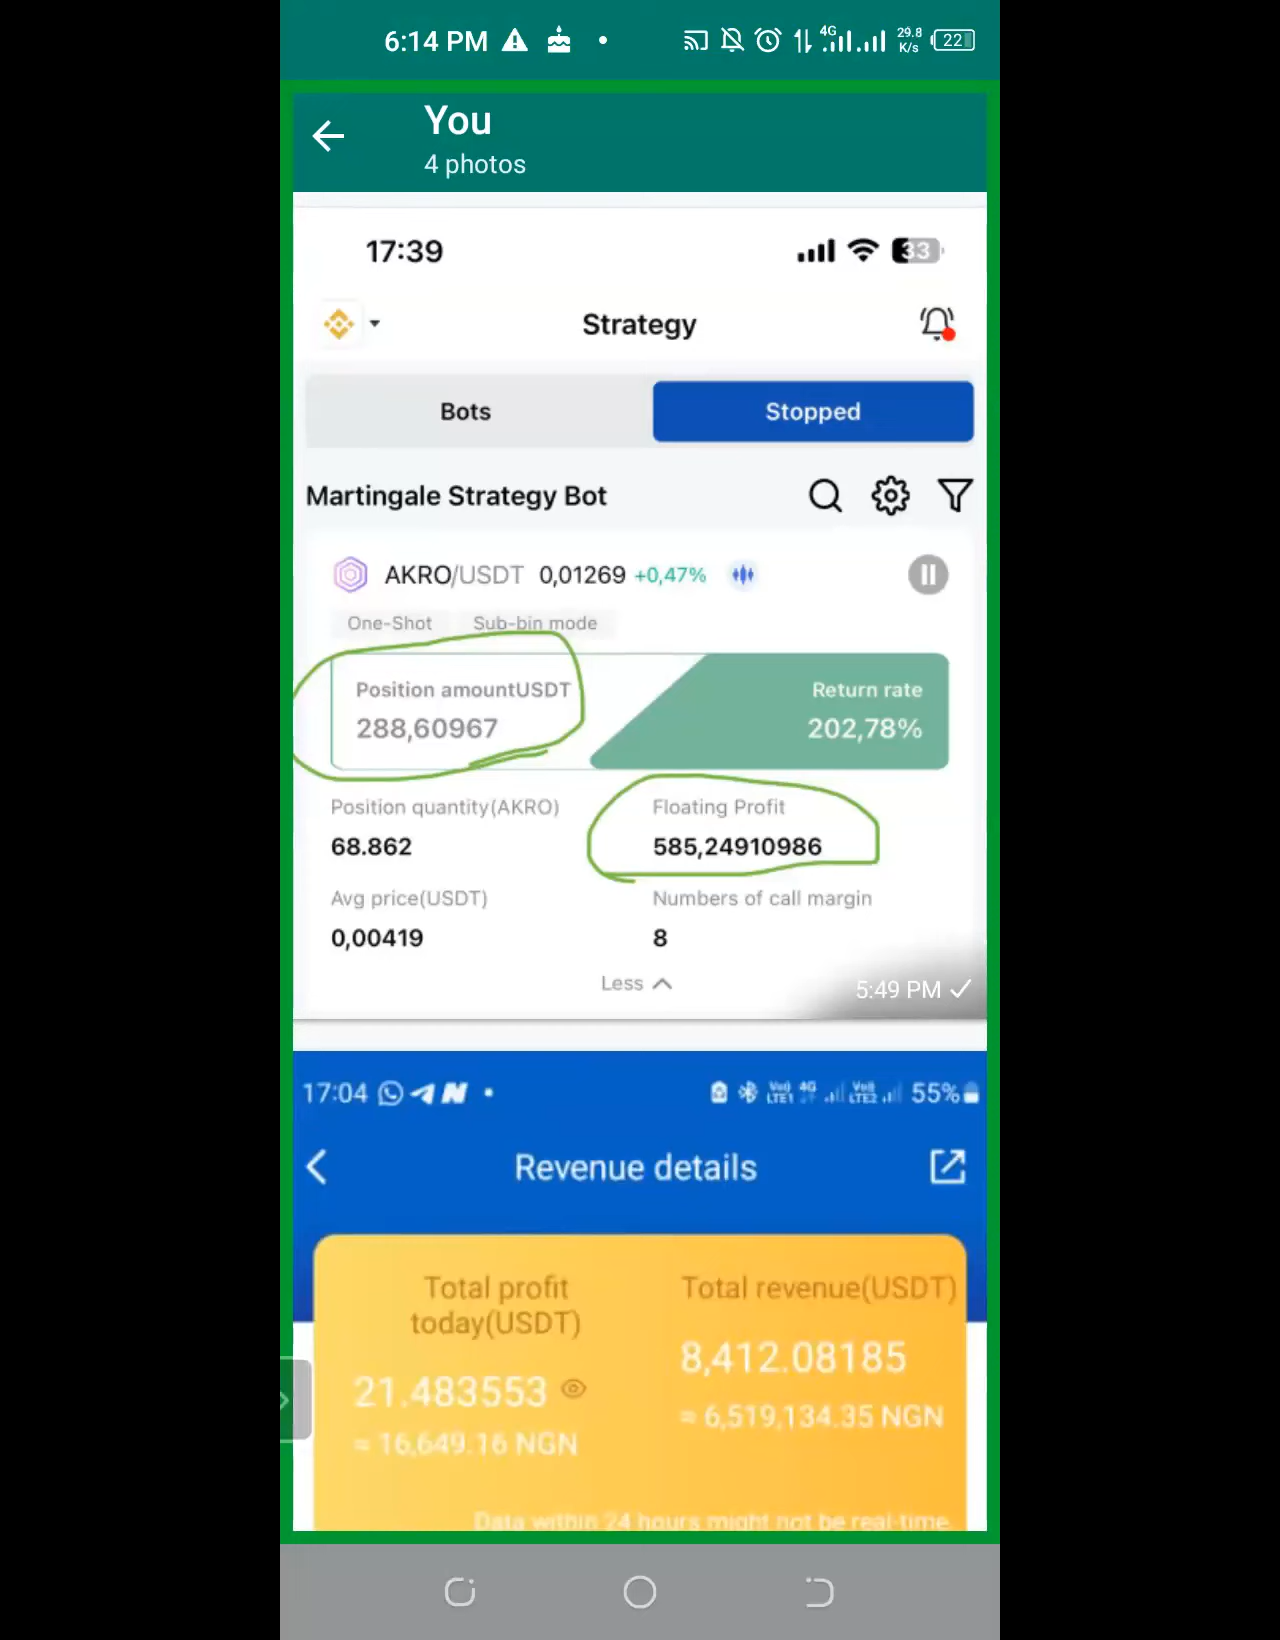 6:14 PM
4G
29.8
K/s
22
You
4 photos
17:39
33
Strategy
Bots
Stopped
Martingale Strategy Bot
AKRO/USDT 0,01269 +0,47%
One-Shot Sub-bin mode
Position amountUSDT
Return rate
288,60967
202,78%
Position quantity(AKRO)
Floating Profit
68.862
585,24910986
Avg price(USDT)
Numbers of call margin
0,00419
8
Less
5:49 PM
17:04
4G
LTE1
LTE2
55%
Revenue details
Total profit
today(USDT)
Total revenue(USDT)
8,412.08185
21.483553
≈ 6,519,134.35 NGN
≈ 16,649.16 NGN
Data within 24 hours might not be real-time.